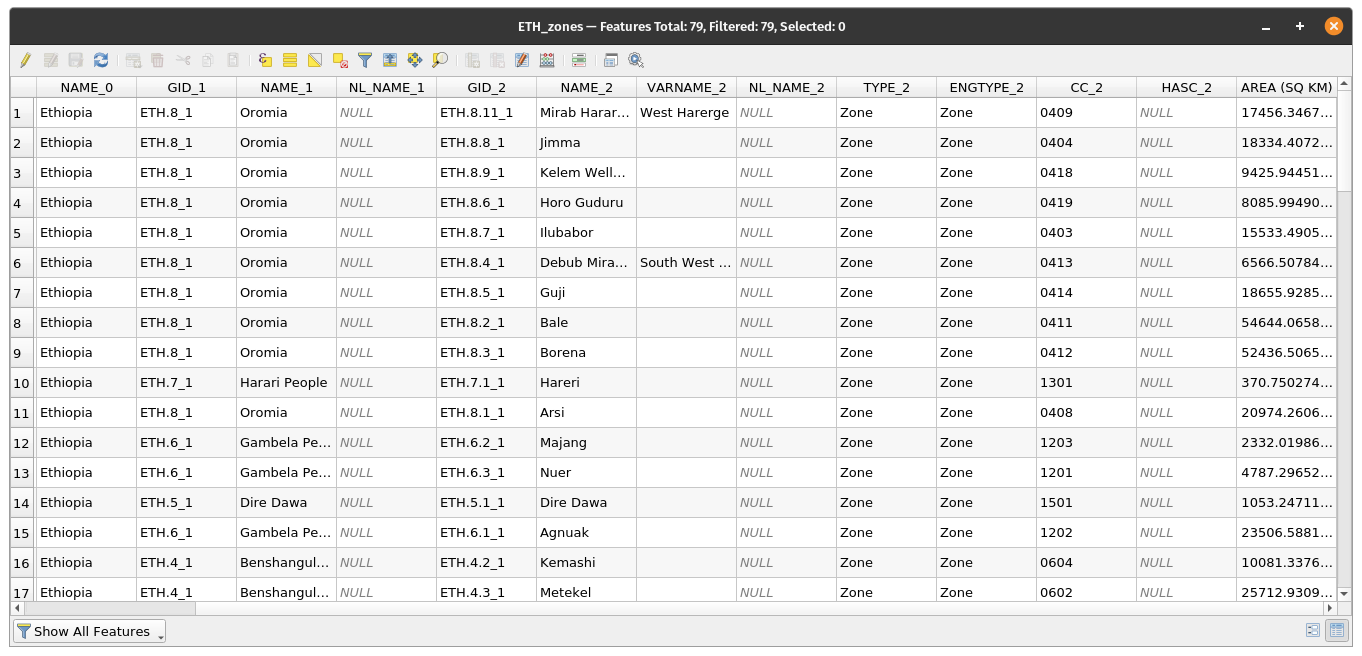 ETH_zones — Features Total: 79, Filtered: 79, Selected: 0
NAME_0 GID_1 NAME_1 NL_NAME_1 GID_2 NAME_2 VARNAME_2 NL_NAME_2 TYPE_2 ENGTYPE_2 CC_2 HASC_2 AREA (SQ KM)
1 Ethiopia ETH.8_1 Oromia NULL ETH.8.11_1 Mirab Harar... West Harerge NULL Zone Zone 0409 NULL 17456.3467...
2 Ethiopia ETH.8_1 Oromia NULL ETH.8.8_1 Jimma NULL Zone Zone 0404 NULL 18334.4072...
3 Ethiopia ETH.8_1 Oromia NULL ETH.8.9_1 Kelem Well... NULL Zone Zone 0418 NULL 9425.94451...
4 Ethiopia ETH.8_1 Oromia NULL ETH.8.6_1 Horo Guduru NULL Zone Zone 0419 NULL 8085.99490...
5 Ethiopia ETH.8_1 Oromia NULL ETH.8.7_1 Ilubabor NULL Zone Zone 0403 NULL 15533.4905...
6 Ethiopia ETH.8_1 Oromia NULL ETH.8.4_1 Debub Mira... South West ... NULL Zone Zone 0413 NULL 6566.50784...
7 Ethiopia ETH.8_1 Oromia NULL ETH.8.5_1 Guji NULL Zone Zone 0414 NULL 18655.9285...
8 Ethiopia ETH.8_1 Oromia NULL ETH.8.2_1 Bale NULL Zone Zone 0411 NULL 54644.0658...
9 Ethiopia ETH.8_1 Oromia NULL ETH.8.3_1 Borena NULL Zone Zone 0412 NULL 52436.5065...
10 Ethiopia ETH.7_1 Harari People NULL ETH.7.1_1 Hareri NULL Zone Zone 1301 NULL 370.750274...
11 Ethiopia ETH.8_1 Oromia NULL ETH.8.1_1 Arsi NULL Zone Zone 0408 NULL 20974.2606...
12 Ethiopia ETH.6_1 Gambela Pe... NULL ETH.6.2_1 Majang NULL Zone Zone 1203 NULL 2332.01986...
13 Ethiopia ETH.6_1 Gambela Pe... NULL ETH.6.3_1 Nuer NULL Zone Zone 1201 NULL 4787.29652...
14 Ethiopia ETH.5_1 Dire Dawa NULL ETH.5.1_1 Dire Dawa NULL Zone Zone 1501 NULL 1053.24711...
15 Ethiopia ETH.6_1 Gambela Pe... NULL ETH.6.1_1 Agnuak NULL Zone Zone 1202 NULL 23506.5881...
16 Ethiopia ETH.4_1 Benshangul... NULL ETH.4.2_1 Kemashi NULL Zone Zone 0604 NULL 10081.3376...
17 Ethiopia ETH.4_1 Benshangul... NULL ETH.4.3_1 Metekel NULL Zone Zone 0602 NULL 25712.9309...
Show All Features